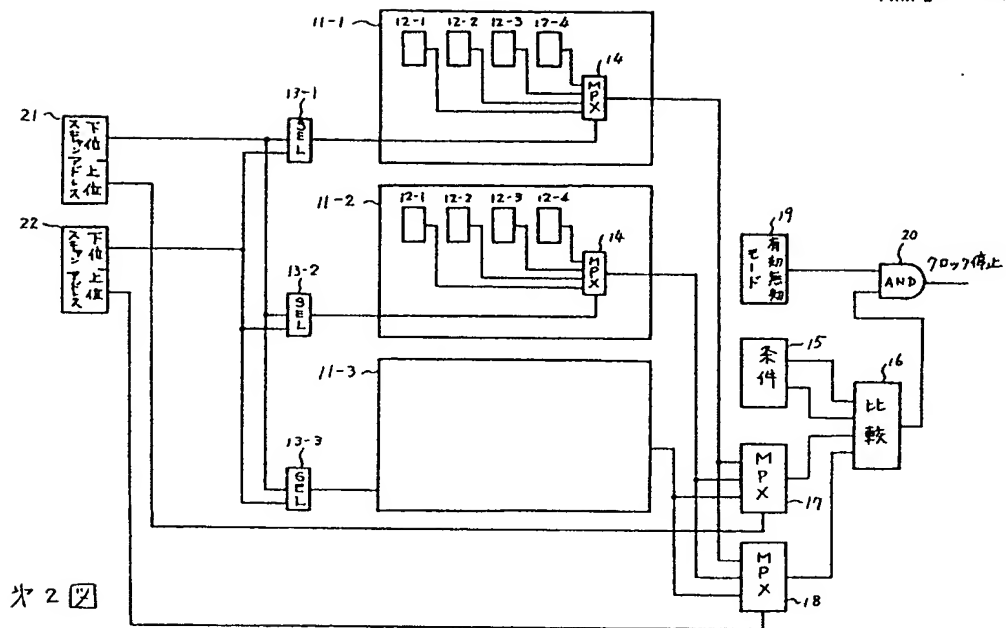 11-1
12-1 12-2 12-3 12-4
14
MPX
13-1
SEL
21
スキャンアドレス
下位
上位
11-2
12-1 12-2 12-3 12-4
14
MPX
22
スキャンアドレス
下位
上位
13-2
SEL
19
モード
有効無効
20
AND
クロック停止
11-3
15
条件
16
比較
13-3
SEL
MPX
17
MPX
18
第2図